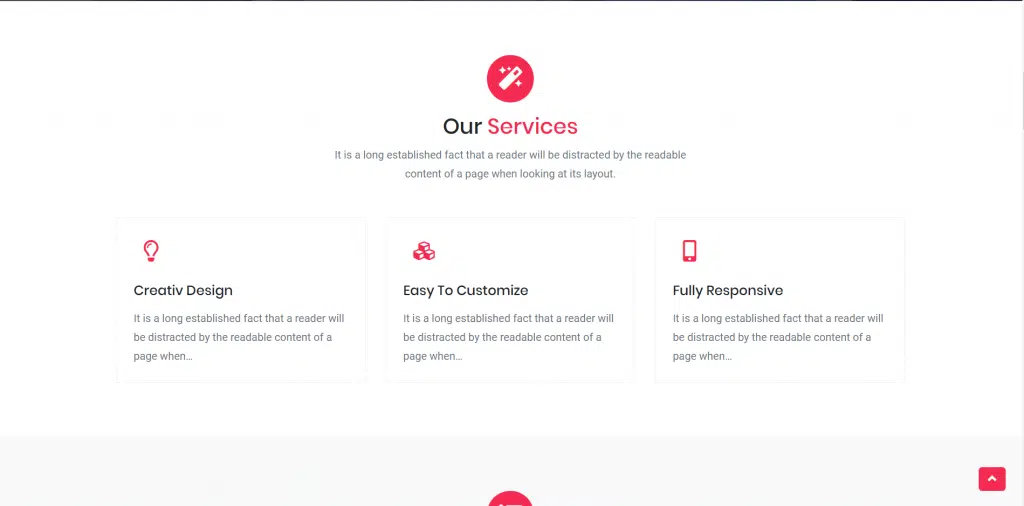 Our Services
It is a long established fact that a reader will be distracted by the readable
content of a page when looking at its layout.
Creativ Design
It is a long established fact that a reader will
be distracted by the readable content of a
page when...
Easy To Customize
It is a long established fact that a reader will
be distracted by the readable content of a
page when...
Fully Responsive
It is a long established fact that a reader will
be distracted by the readable content of a
page when...